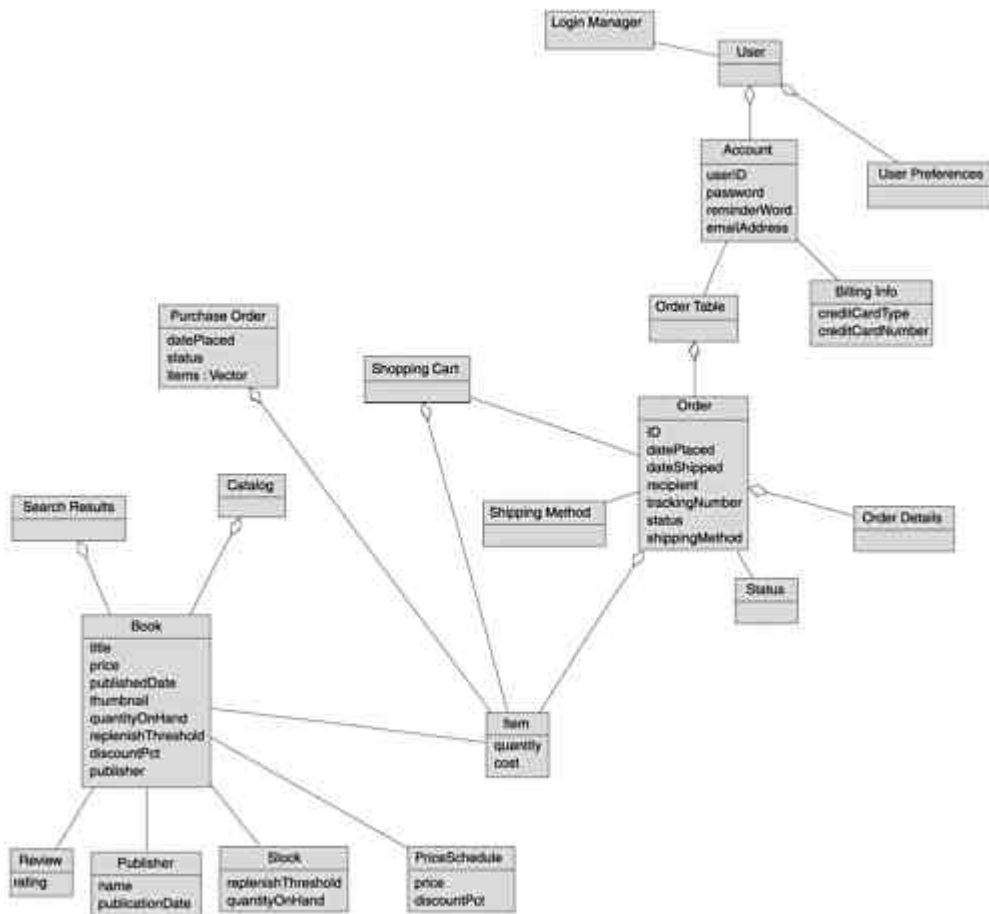 Login Manager
User
Account
userID
password
reminderWord
emailAddress
User Preferences
Billing Info
creditCardType
creditCardNumber
Order Table
Purchase Order
datePlaced
status
items : Vector
Shopping Cart
Order
ID
datePlaced
dateShipped
recipient
trackingNumber
status
shippingMethod
Search Results
Catalog
Shipping Method
Order Details
Status
Book
title
price
publishedDate
thumbnail
quantityOnHand
replenishThreshold
discountPct
publisher
Item
quantity
cost
Review
rating
Publisher
name
publicationDate
Stock
replenishThreshold
quantityOnHand
PriceSchedule
price
discountPct